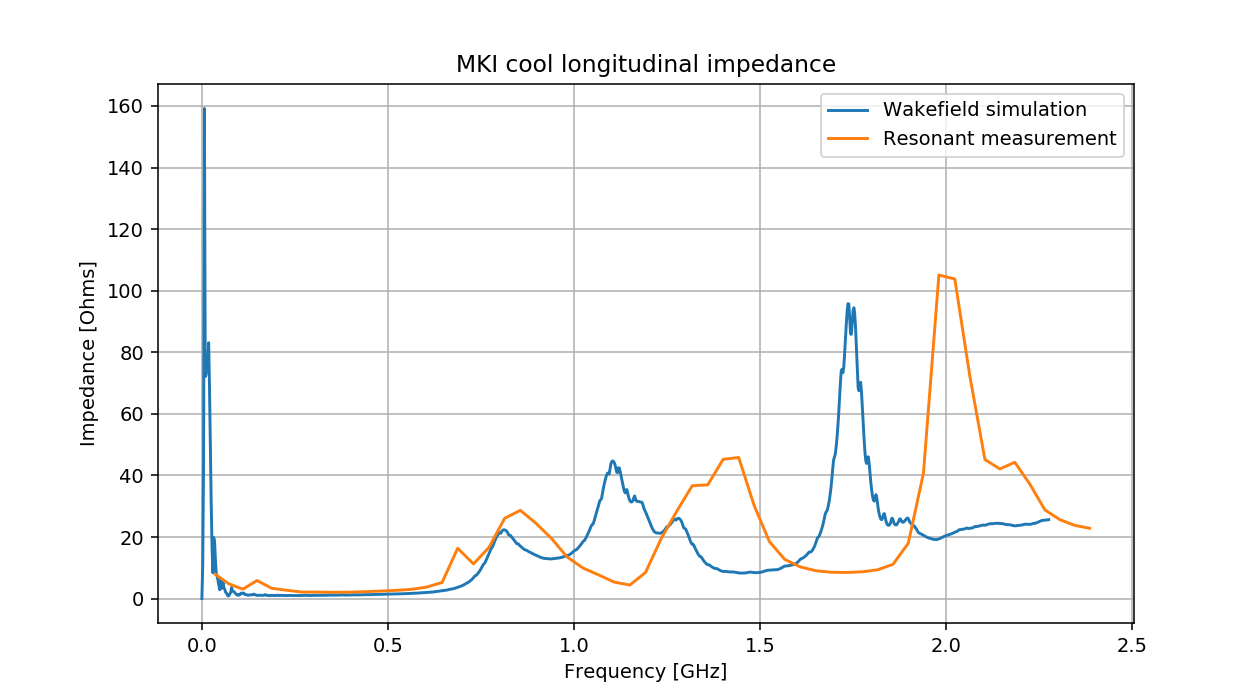 MKI cool longitudinal impedance
Wakefield simulation
Resonant measurement
Impedance [Ohms]
160
140
120
100
80
60
40
20
0
0.0 0.5 1.0 1.5 2.0 2.5
Frequency [GHz]